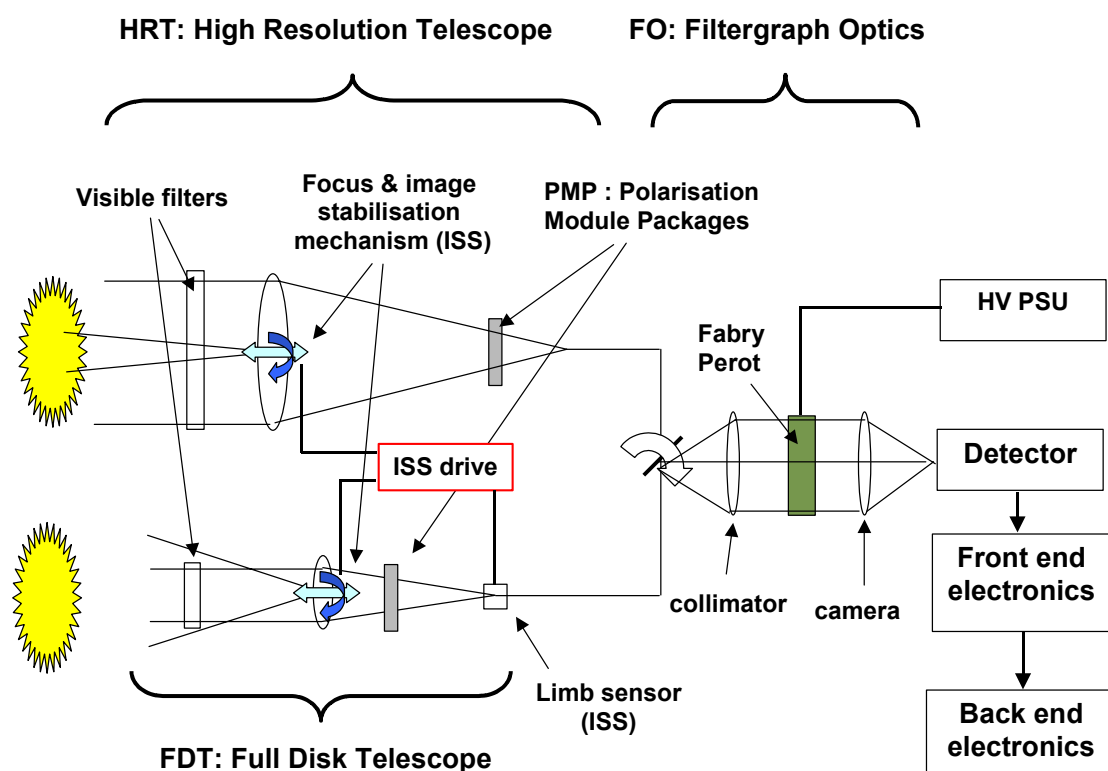 HRT: High Resolution Telescope
FO: Filtergraph Optics
Visible filters
Focus & image
stabilisation
mechanism (ISS)
PMP : Polarisation
Module Packages
HV PSU
Fabry
Perot
ISS drive
Detector
collimator
camera
Front end
electronics
Limb sensor
(ISS)
Back end
electronics
FDT: Full Disk Telescope